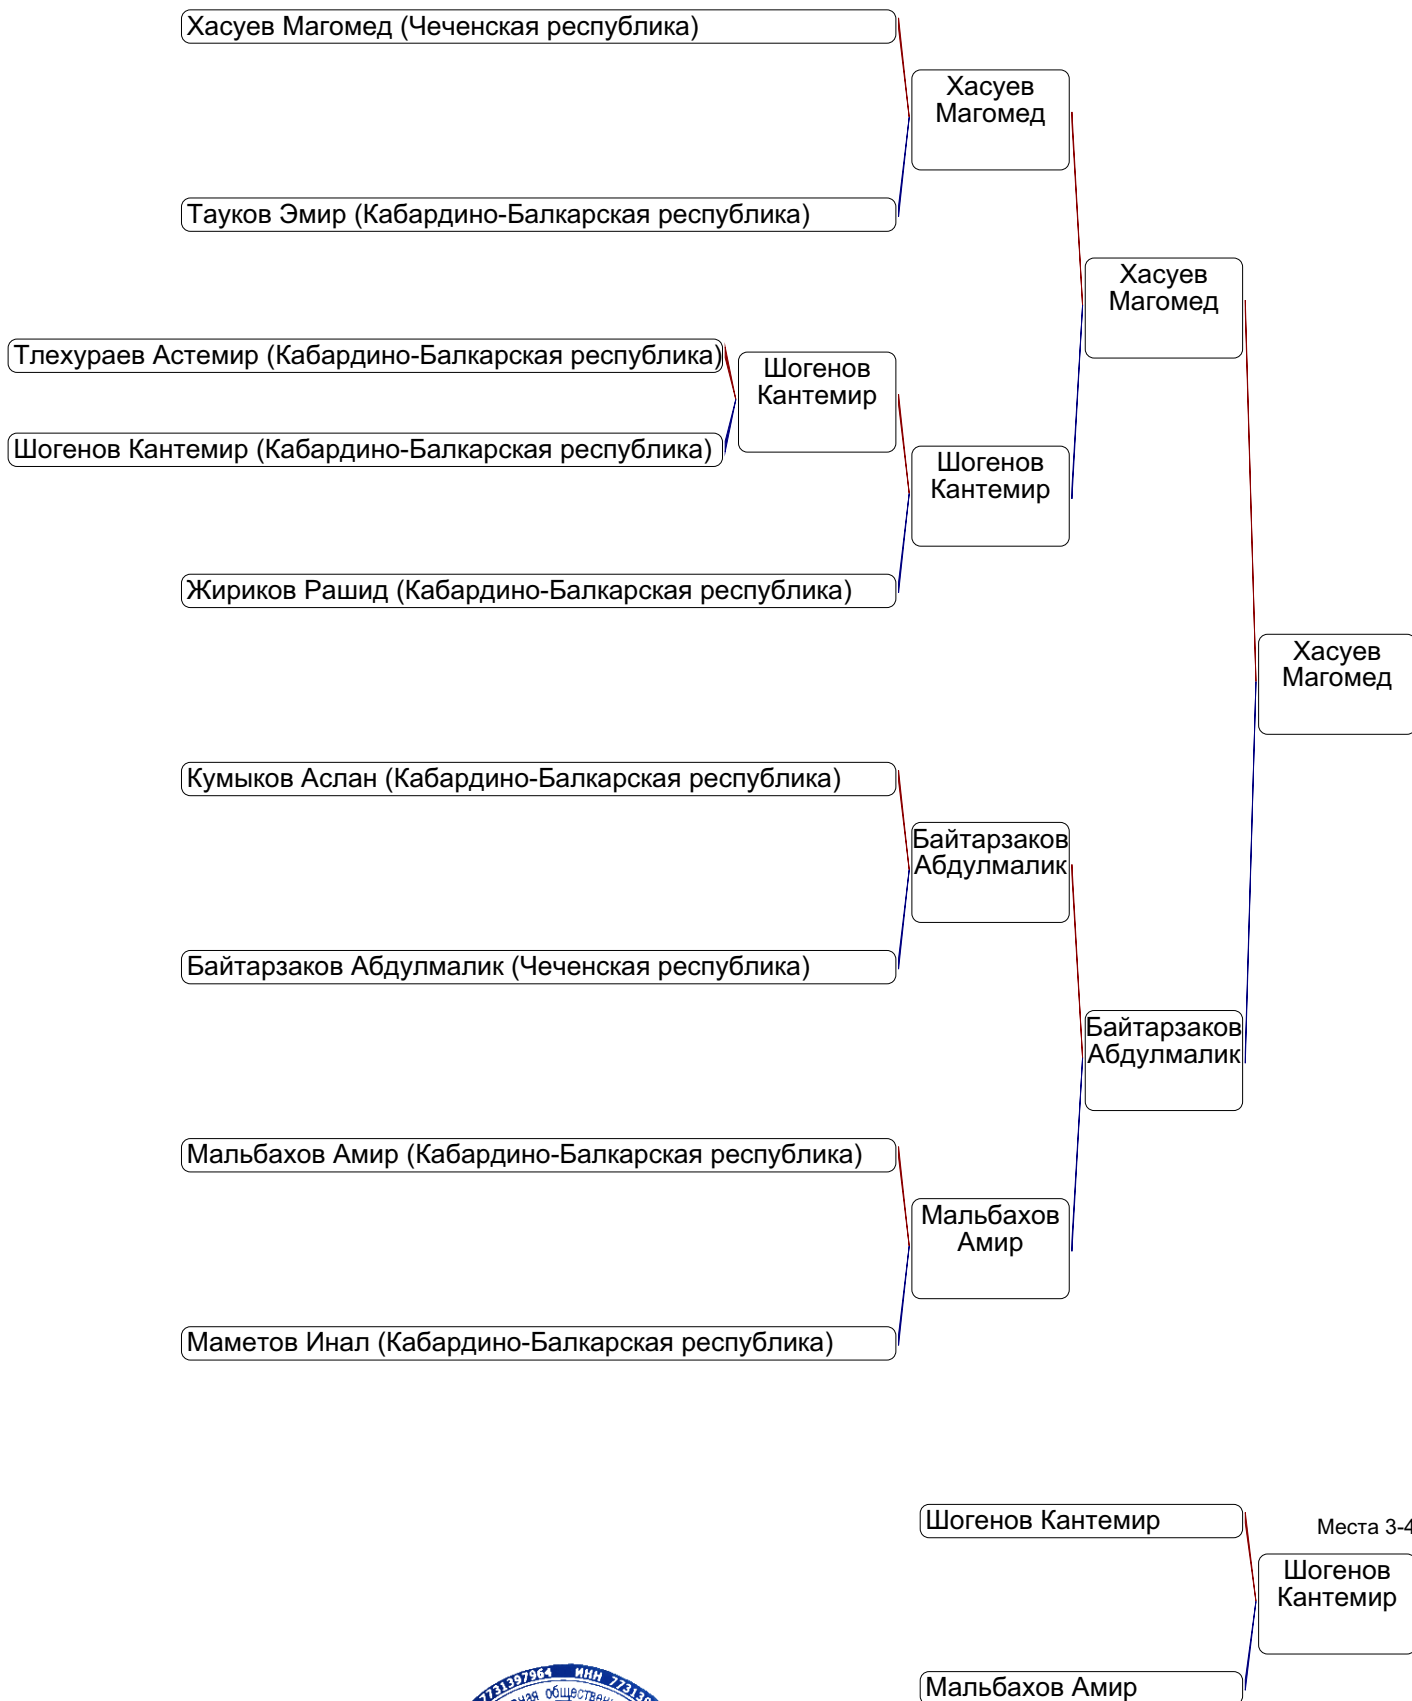 Хасуев Магомед (Чеченская республика)
Хасуев
Магомед
Тауков Эмир (Кабардино-Балкарская республика)
Хасуев
Магомед
Тлехураев Астемир (Кабардино-Балкарская республика)
Шогенов
Кантемир
Шогенов Кантемир (Кабардино-Балкарская республика)
Шогенов
Кантемир
Жириков Рашид (Кабардино-Балкарская республика)
Хасуев
Магомед
Кумыков Аслан (Кабардино-Балкарская республика)
Байтарзаков
Абдулмалик
Байтарзаков Абдулмалик (Чеченская республика)
Байтарзаков
Абдулмалик
Мальбахов Амир (Кабардино-Балкарская республика)
Мальбахов
Амир
Маметов Инал (Кабардино-Балкарская республика)
Шогенов Кантемир
Места 3-4
Шогенов
Кантемир
Мальбахов Амир
7731397964 ИНН